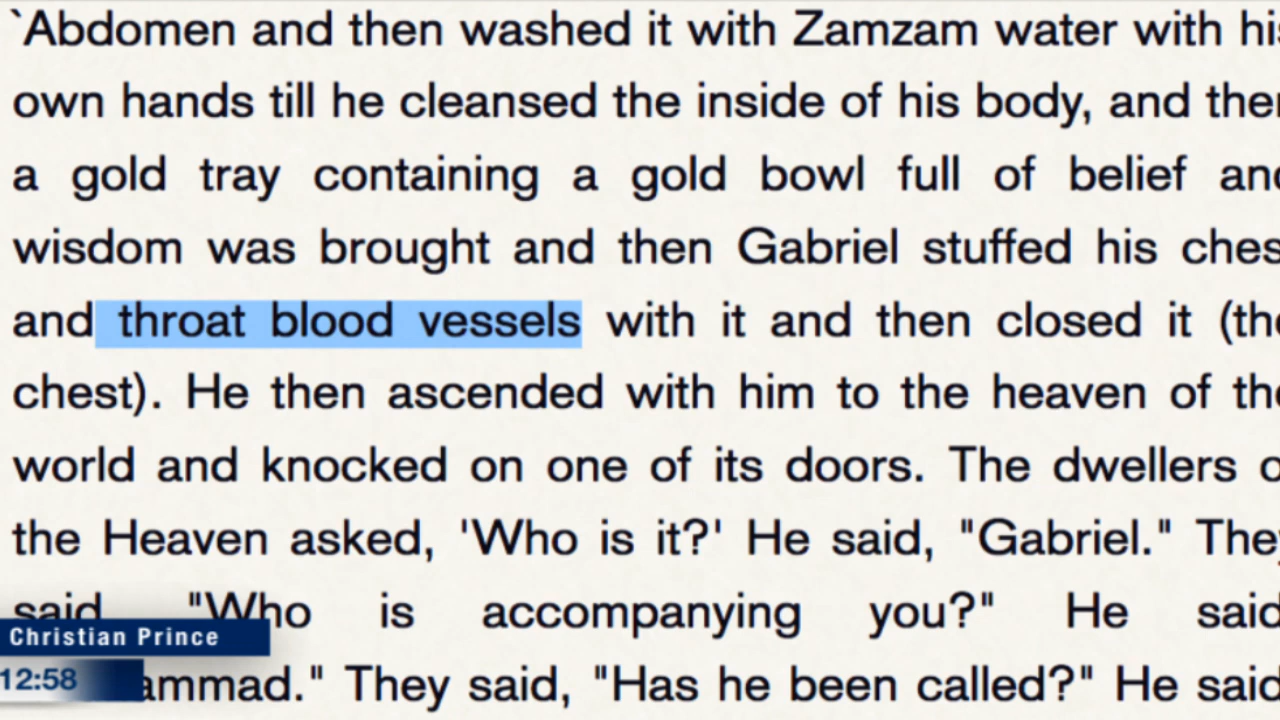 `Abdomen and then washed it with Zamzam water with his
own hands till he cleansed the inside of his body, and then
a gold tray containing a gold bowl full of belief and
wisdom was brought and then Gabriel stuffed his chest
and throat blood vessels with it and then closed it (the
chest). He then ascended with him to the heaven of the
world and knocked on one of its doors. The dwellers
the Heaven asked, 'Who is it?' He said, "Gabriel." They
said "Who is accompanying you?" He said
Christian Prince
12:58
ammad." They said, "Has he been called?" He said